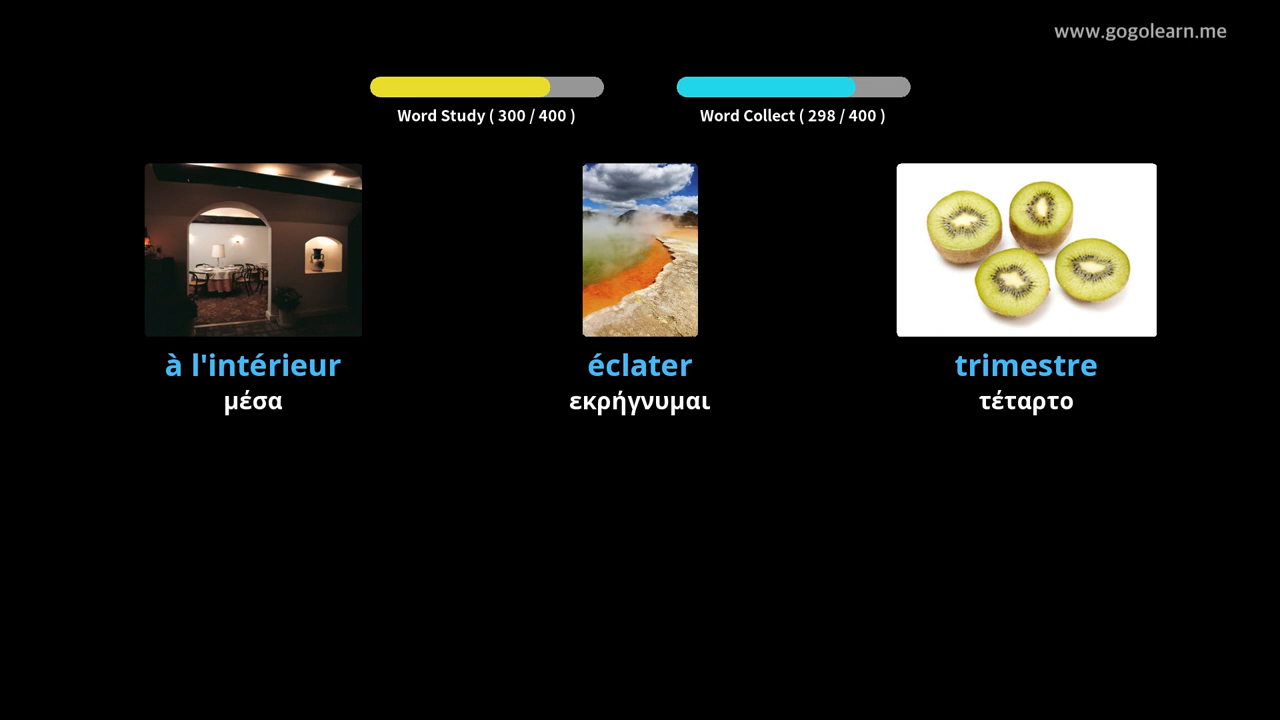 www.gogolearn.me
Word Study ( 300 / 400 )
Word Collect ( 298 / 400 )
à l'intérieur
μέσα
éclater
εκρήγνυμαι
trimestre
τέταρτο